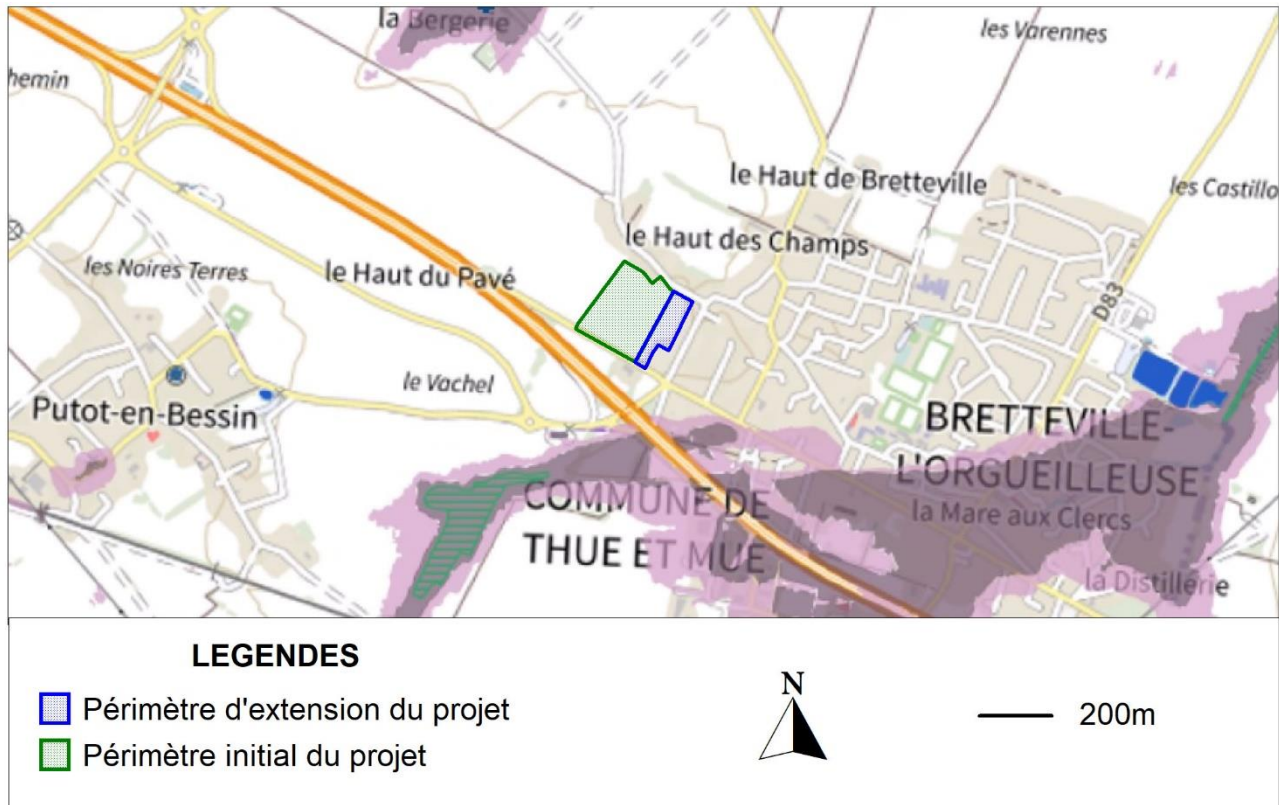 la Bergerie
les Varennes
hemin
le Haut de Bretteville
les Castillo
le Haut des Champs
les Noires Terres
le Haut du Pavé
D83
le Vachel
Putot-en-Bessin
BRETTEVILLE-
L'ORGUEILLEUSE
COMMUNE DE
THUE ET MUE
la Mare aux Clercs
la Distillerie
LEGENDES
Périmètre d'extension du projet
Périmètre initial du projet
N
200m